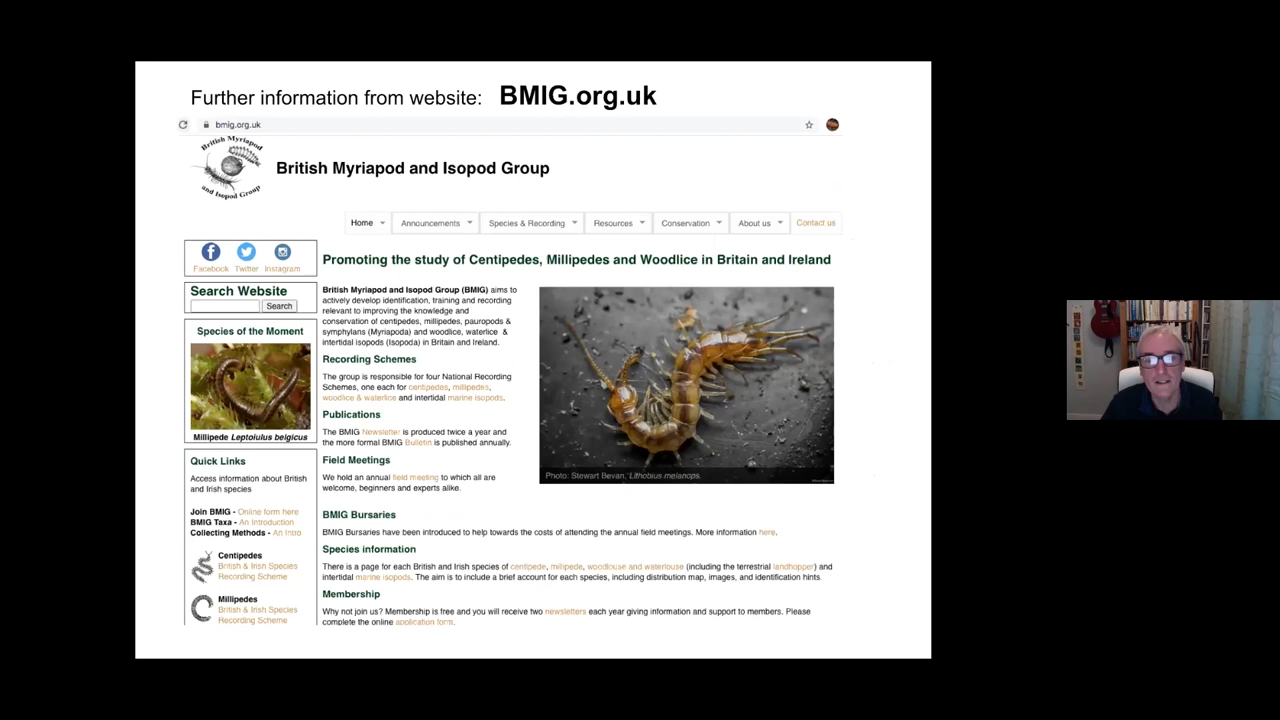 Further information from website: BMIG.org.uk
bmig.org.uk
British Myriapod
and Isopod Group
British Myriapod and Isopod Group
Home
Announcements
Species & Recording
Resources
Conservation
About us
Contact us
Facebook
Twitter
Instagram
Search Website
Search
Species of the Moment
Millipede Leptoiulus belgicus
Quick Links
Access information about British
and Irish species
Join BMIG - Online form here
BMIG Taxa - An Introduction
Collecting Methods - An Intro
Centipedes
British & Irish Species
Recording Scheme
Millipedes
British & Irish Species
Recording Scheme
Promoting the study of Centipedes, Millipedes and Woodlice in Britain and Ireland
British Myriapod and Isopod Group (BMIG) aims to
actively develop identification, training and recording
relevant to improving the knowledge and
conservation of centipedes, millipedes, pauropods &
symphylans (Myriapoda) and woodlice, waterlice &
intertidal isopods (Isopoda) in Britain and Ireland.
Recording Schemes
The group is responsible for four National Recording
Schemes, one each for centipedes, millipedes,
woodlice & waterlice and intertidal marine isopods.
Publications
The BMIG Newsletter is produced twice a year and
the more formal BMIG Bulletin is published annually.
Field Meetings
We hold an annual field meeting to which all are
welcome, beginners and experts alike.
Photo: Stewart Bevan, Lithobius melanops.
BMIG Bursaries
BMIG Bursaries have been introduced to help towards the costs of attending the annual field meetings. More information here.
Species information
There is a page for each British and Irish species of centipede, millipede, woodlouse and waterlouse (including the terrestrial landhopper) and
intertidal marine isopods. The aim is to include a brief account for each species, including distribution map, images, and identification hints.
Membership
Why not join us? Membership is free and you will receive two newsletters each year giving information and support to members. Please
complete the online application form.